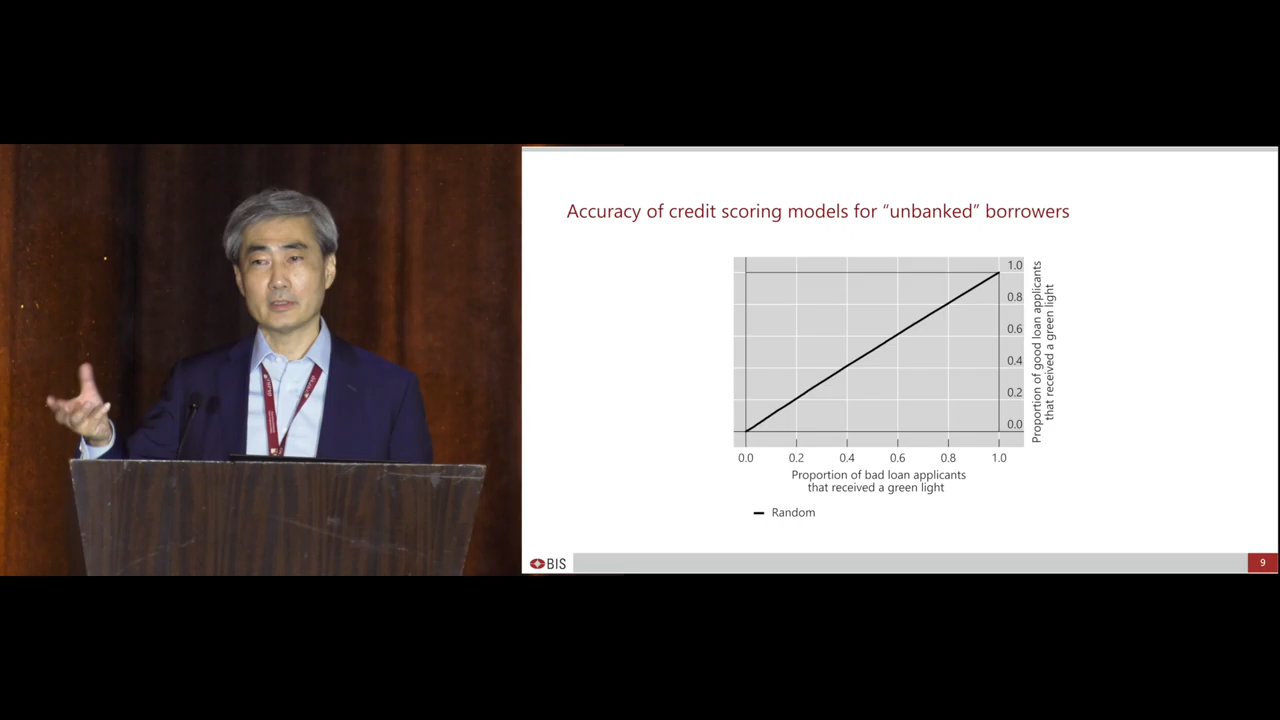 Accuracy of credit scoring models for “unbanked” borrowers
1.0
0.8
0.6
0.4
0.2
0.0
Proportion of good loan applicants
that received a green light
0.0 0.2 0.4 0.6 0.8 1.0
Proportion of bad loan applicants
that received a green light
Random
BIS
9